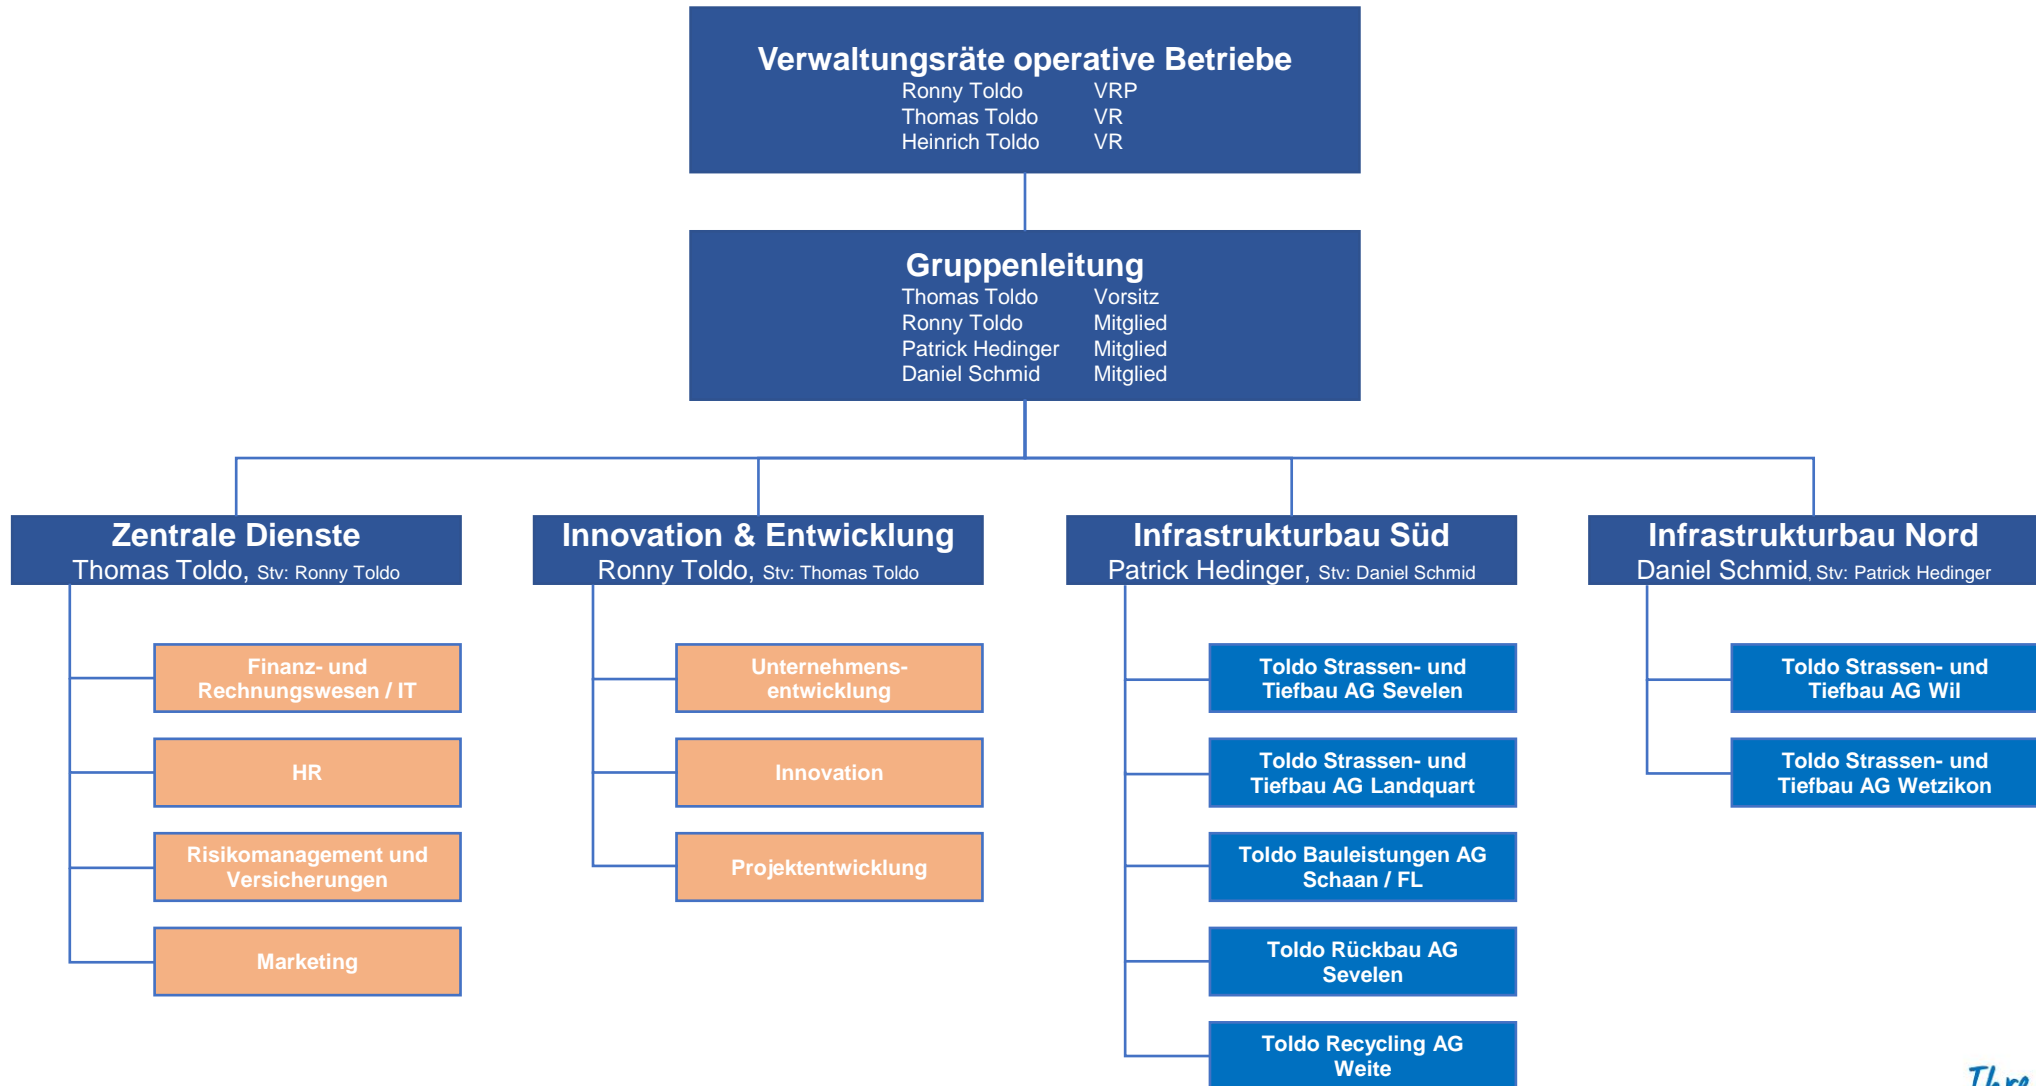 Verwaltungsräte operative Betriebe
Ronny Toldo VRP
Thomas Toldo VR
Heinrich Toldo VR
Gruppenleitung
Thomas Toldo Vorsitz
Ronny Toldo Mitglied
Patrick Hedinger Mitglied
Daniel Schmid Mitglied
Zentrale Dienste
Thomas Toldo, Stv: Ronny Toldo
Finanz- und
Rechnungswesen / IT
HR
Risikomanagement und
Versicherungen
Marketing
Innovation & Entwicklung
Ronny Toldo, Stv: Thomas Toldo
Unternehmens-
entwicklung
Innovation
Projektentwicklung
Infrastrukturbau Süd
Patrick Hedinger, Stv: Daniel Schmid
Toldo Strassen- und
Tiefbau AG Sevelen
Toldo Strassen- und
Tiefbau AG Landquart
Toldo Bauleistungen AG
Schaan / FL
Toldo Rückbau AG
Sevelen
Toldo Recycling AG
Weite
Infrastrukturbau Nord
Daniel Schmid, Stv: Patrick Hedinger
Toldo Strassen- und
Tiefbau AG Wil
Toldo Strassen- und
Tiefbau AG Wetzikon